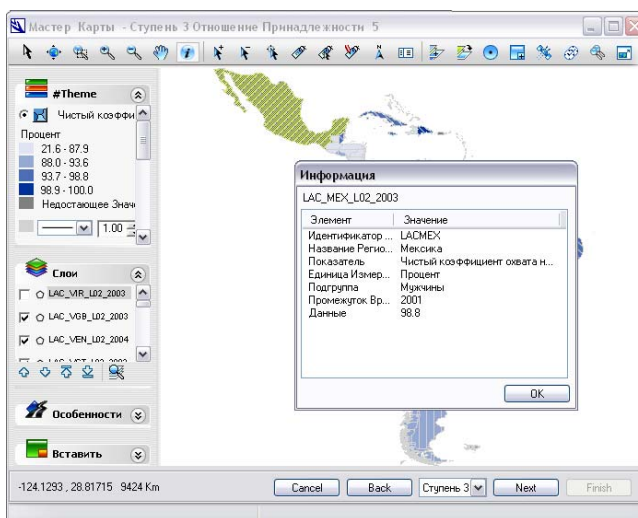 Мастер Карты - Ступень 3 Отношение Принадлежности 5
#Theme
Чистый коэффи
Процент
21.6 - 87.9
88.0 - 93.6
93.7 - 98.8
98.9 - 100.0
Недостающее Знач
1.00
Слои
LAC_VIR_L02_2003
LAC_VGB_L02_2003
LAC_VEN_L02_2004
Особенности
Вставить
Информация
LAC_MEX_L02_2003
Элемент Значение
Идентификатор ... LACMEX
Название Регио... Мексика
Показатель Чистый коэффициент охвата н...
Единица Измер... Процент
Подгруппа Мужчины
Промежуток Вр... 2001
Данные 98.8
OK
-124.1293 , 28.81715 9424 Km
Cancel Back Ступень 3 Next Finish